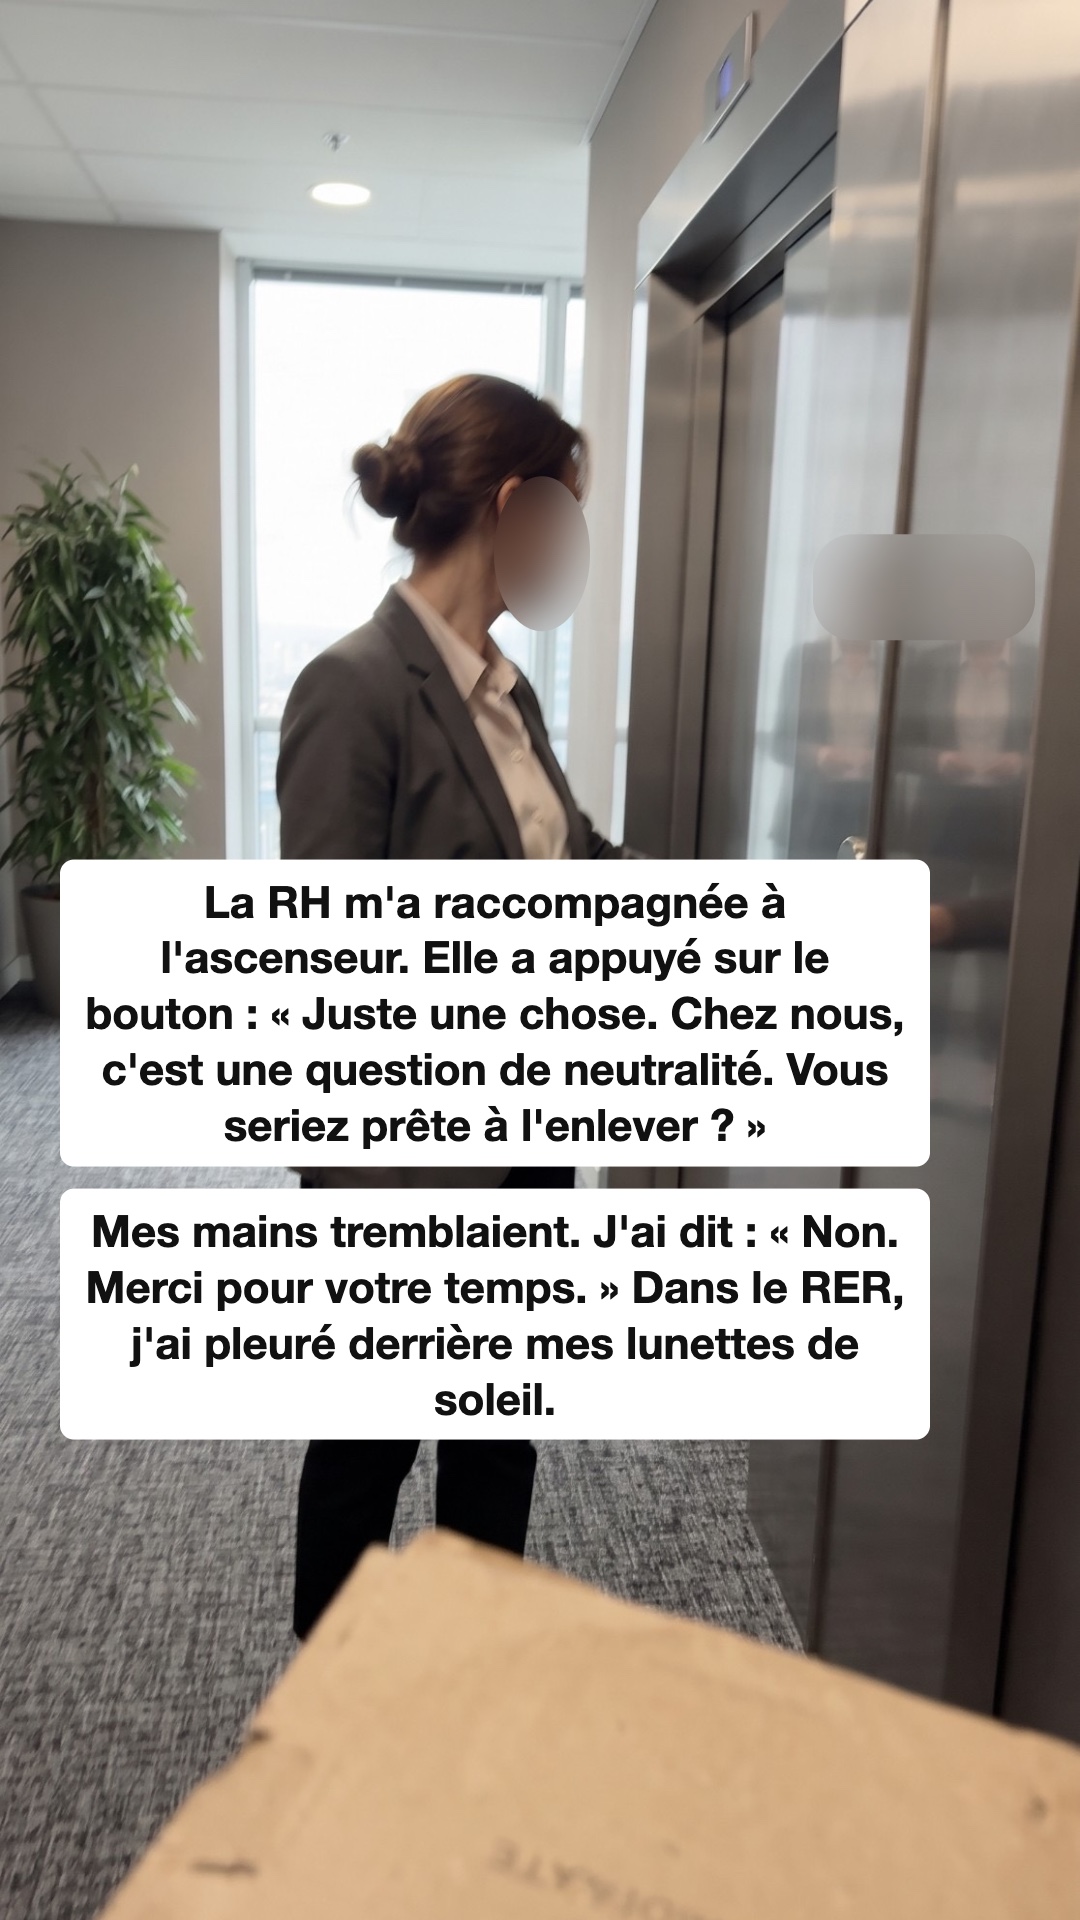 La RH m'a raccompagnée à
l'ascenseur. Elle a appuyé sur le
bouton : « Juste une chose. Chez nous,
c'est une question de neutralité. Vous
seriez prête à l'enlever ? »
Mes mains tremblaient. J'ai dit : « Non.
Merci pour votre temps. » Dans le RER,
j'ai pleuré derrière mes lunettes de
soleil.